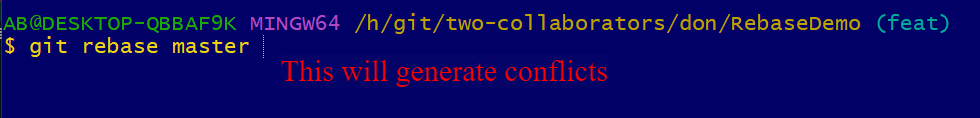 AB@DESKTOP-QBBAF9K MINGW64 /h/git/two-collaborators/don/RebaseDemo (feat)
$ git rebase master
This will generate conflicts